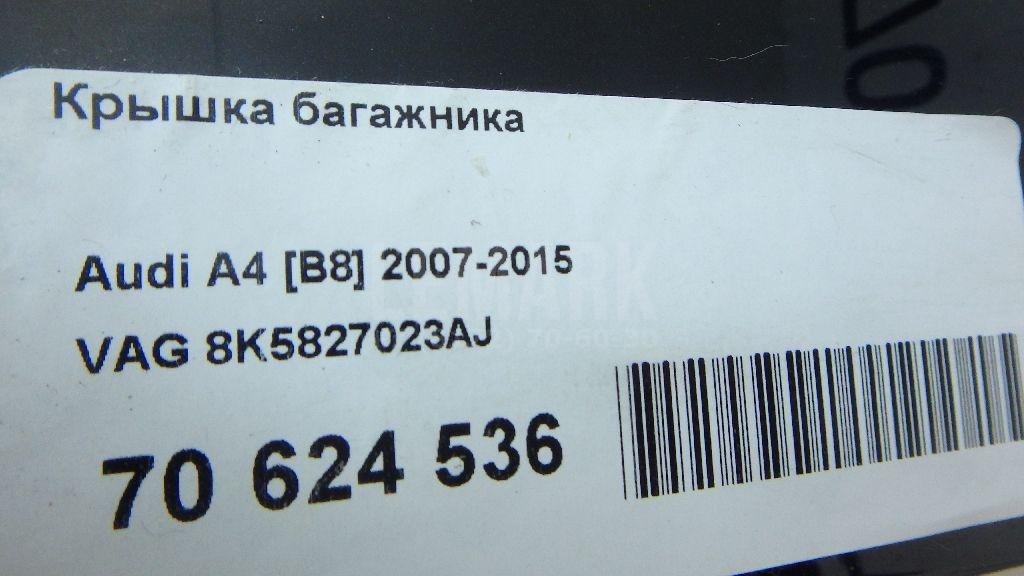 Крышка багажника
Audi A4 [B8] 2007-2015
VAG 8K5827023AJ
70 624 536